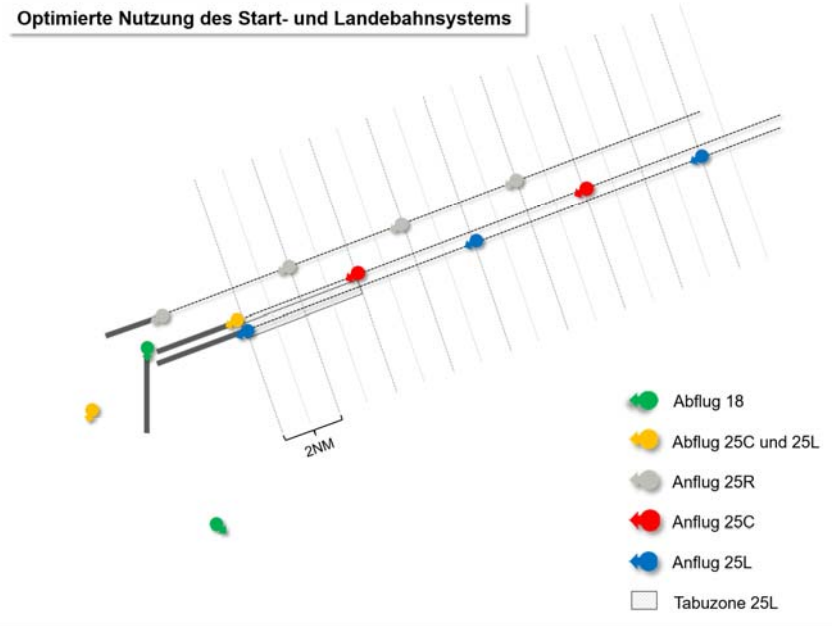 Optimierte Nutzung des Start- und Landebahnsystems
2NM
Abflug 18
Abflug 25C und 25L
Anflug 25R
Anflug 25C
Anflug 25L
Tabuzone 25L